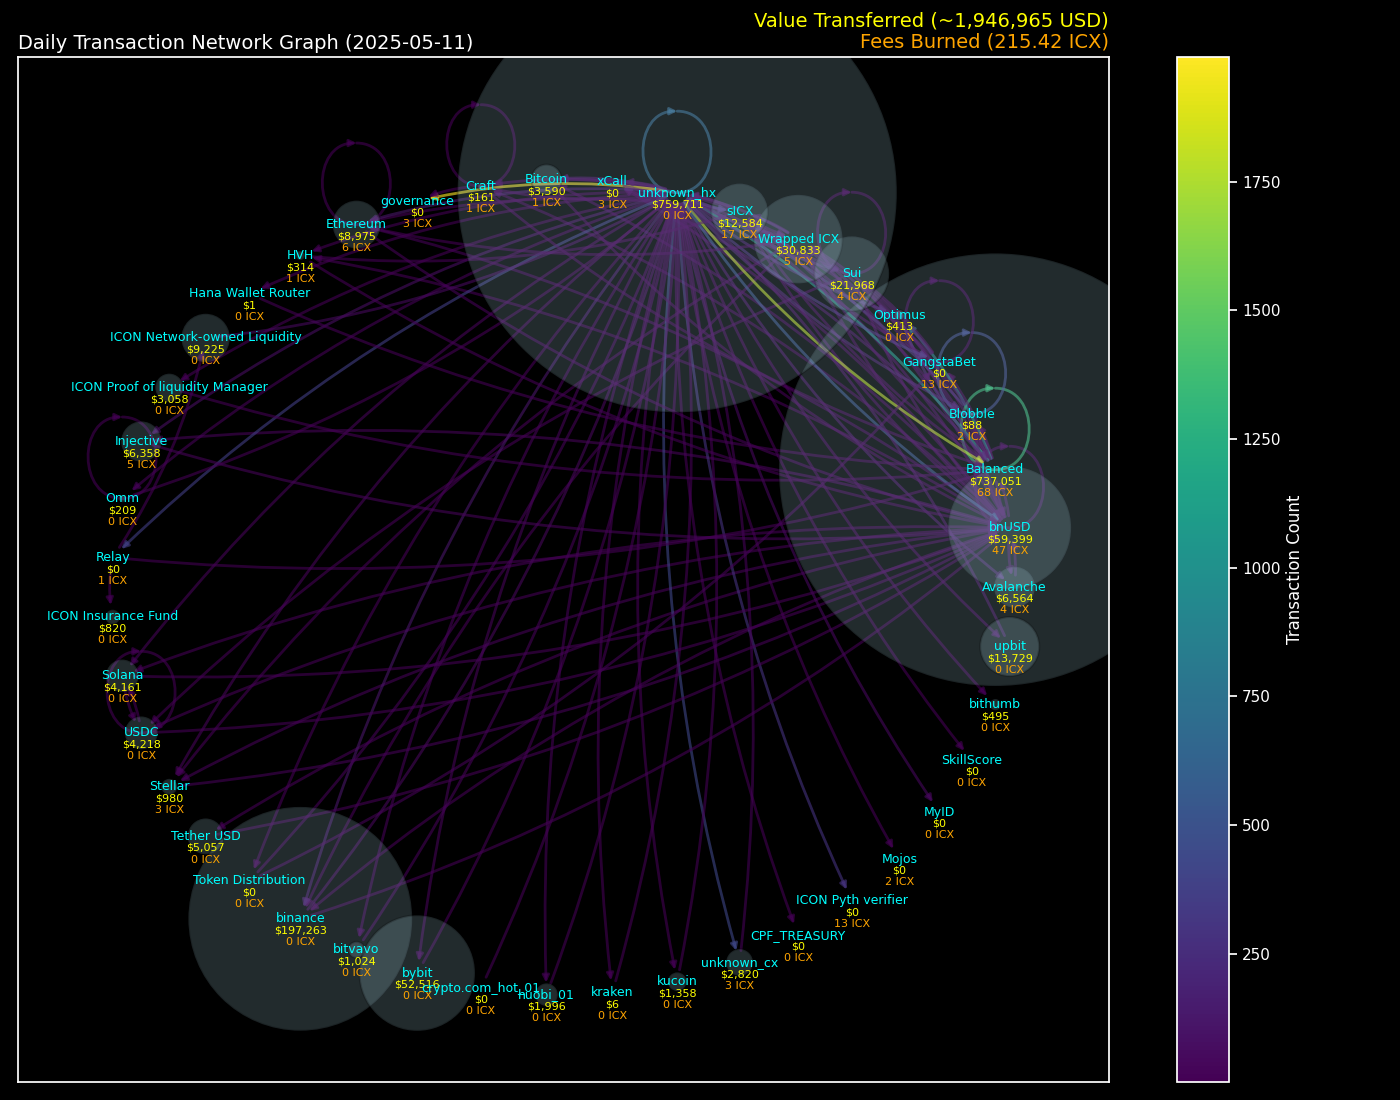 Value Transferred (~1,946,965 USD)
Daily Transaction Network Graph (2025-05-11)
Fees Burned (215.42 ICX)
Craft
$161
1 ICX
Bitcoin
$3,590
1 ICX
xCall
$0
3 ICX
unknown_hx
$759,711
0 ICX
governance
$0
3 ICX
sICX
$12,584
17 ICX
Ethereum
$8,975
6 ICX
Wrapped ICX
$30,833
5 ICX
HVH
$314
1 ICX
Sui
$21,968
4 ICX
Hana Wallet Router
$1
0 ICX
Optimus
$413
0 ICX
ICON Network-owned Liquidity
$9,225
0 ICX
GangstaBet
$0
13 ICX
ICON Proof of liquidity Manager
$3,058
0 ICX
Blobble
$88
2 ICX
Injective
$6,358
5 ICX
Balanced
$737,051
68 ICX
Omm
$209
0 ICX
bnUSD
$59,399
47 ICX
Relay
$0
1 ICX
Avalanche
$6,564
4 ICX
ICON Insurance Fund
$820
0 ICX
upbit
$13,729
0 ICX
Solana
$4,161
0 ICX
bithumb
$495
0 ICX
USDC
$4,218
0 ICX
SkillScore
$0
0 ICX
Stellar
$980
3 ICX
MyID
$0
0 ICX
Tether USD
$5,057
0 ICX
Mojos
$0
2 ICX
Token Distribution
$0
0 ICX
ICON Pyth verifier
$0
13 ICX
binance
$197,263
0 ICX
CPF_TREASURY
$0
0 ICX
bitvavo
$1,024
0 ICX
unknown_cx
$2,820
3 ICX
bybit
$52,516
0 ICX
crypto.com_hot_01
$0
0 ICX
huobi_01
$1,996
0 ICX
kraken
$6
0 ICX
kucoin
$1,358
0 ICX
1750
1500
1250
1000
750
500
250
Transaction Count